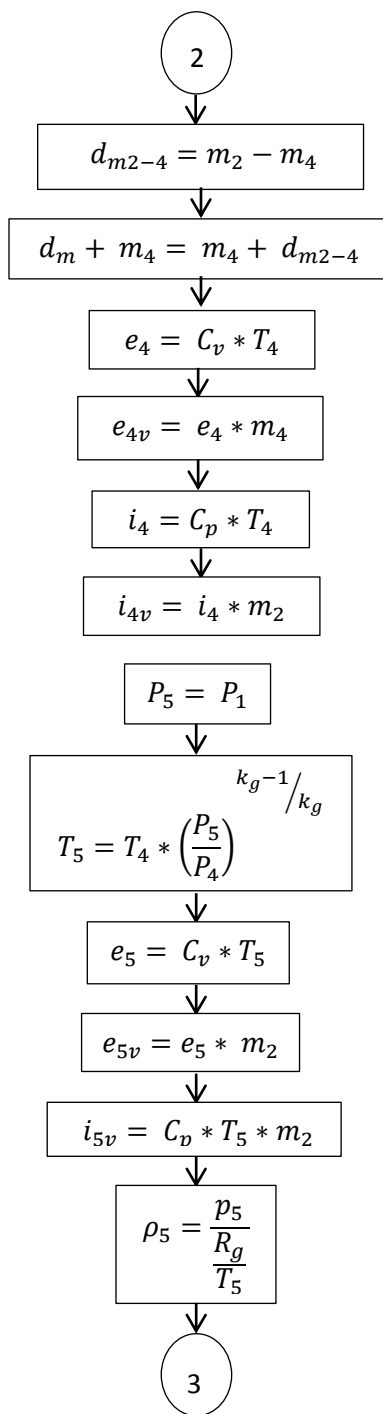 2
d_{m2−4} = m_2 − m_4
d_m + m_4 = m_4 + d_{m2−4}
e_4 = C_v * T_4
e_{4v} = e_4 * m_4
i_4 = C_p * T_4
i_{4v} = i_4 * m_2
P_5 = P_1
T_5 = T_4 * (P_5/P_4)^{k_g−1/k_g}
e_5 = C_v * T_5
e_{5v} = e_5 * m_2
i_{5v} = C_p * T_5 * m_2
ρ_5 = p_5/(R_g/T_5)
3